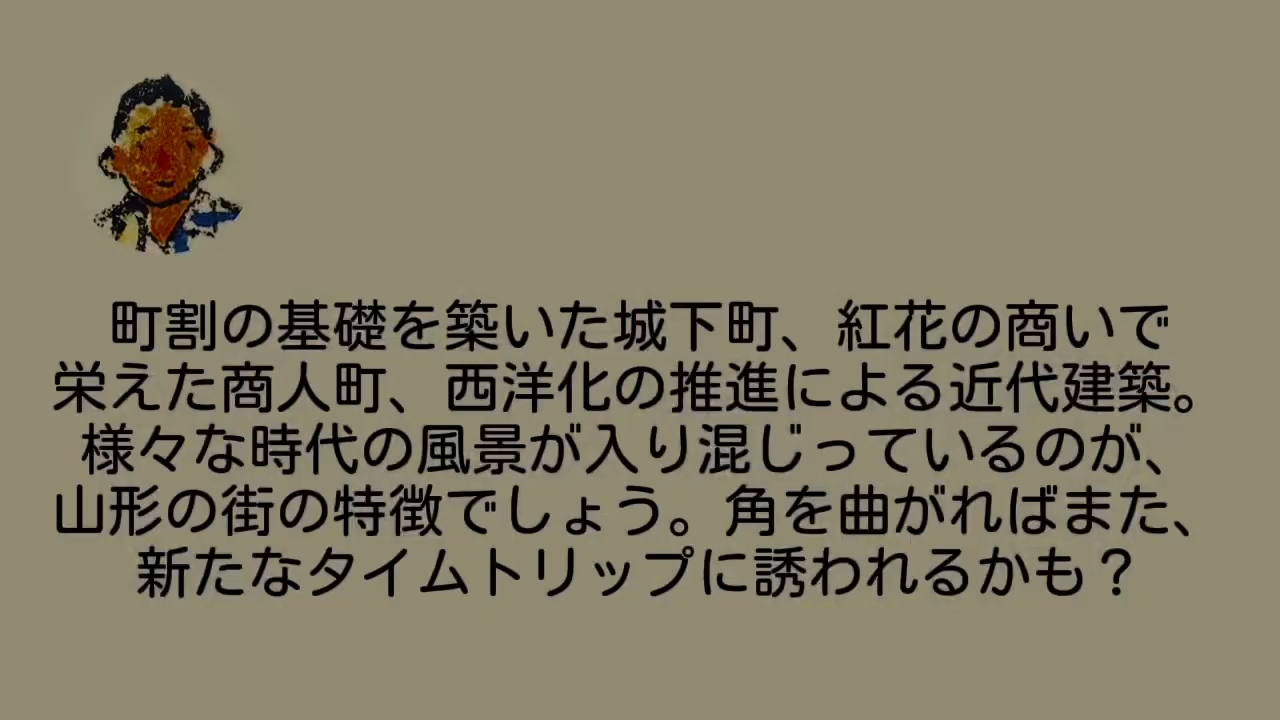 町割の基礎を築いた城下町、紅花の商いで
栄えた商人町、西洋化の推進による近代建築。
様々な時代の風景が入り混じっているのが、
山形の街の特徴でしょう。角を曲がればまた、
新たなタイムトリップに誘われるかも？